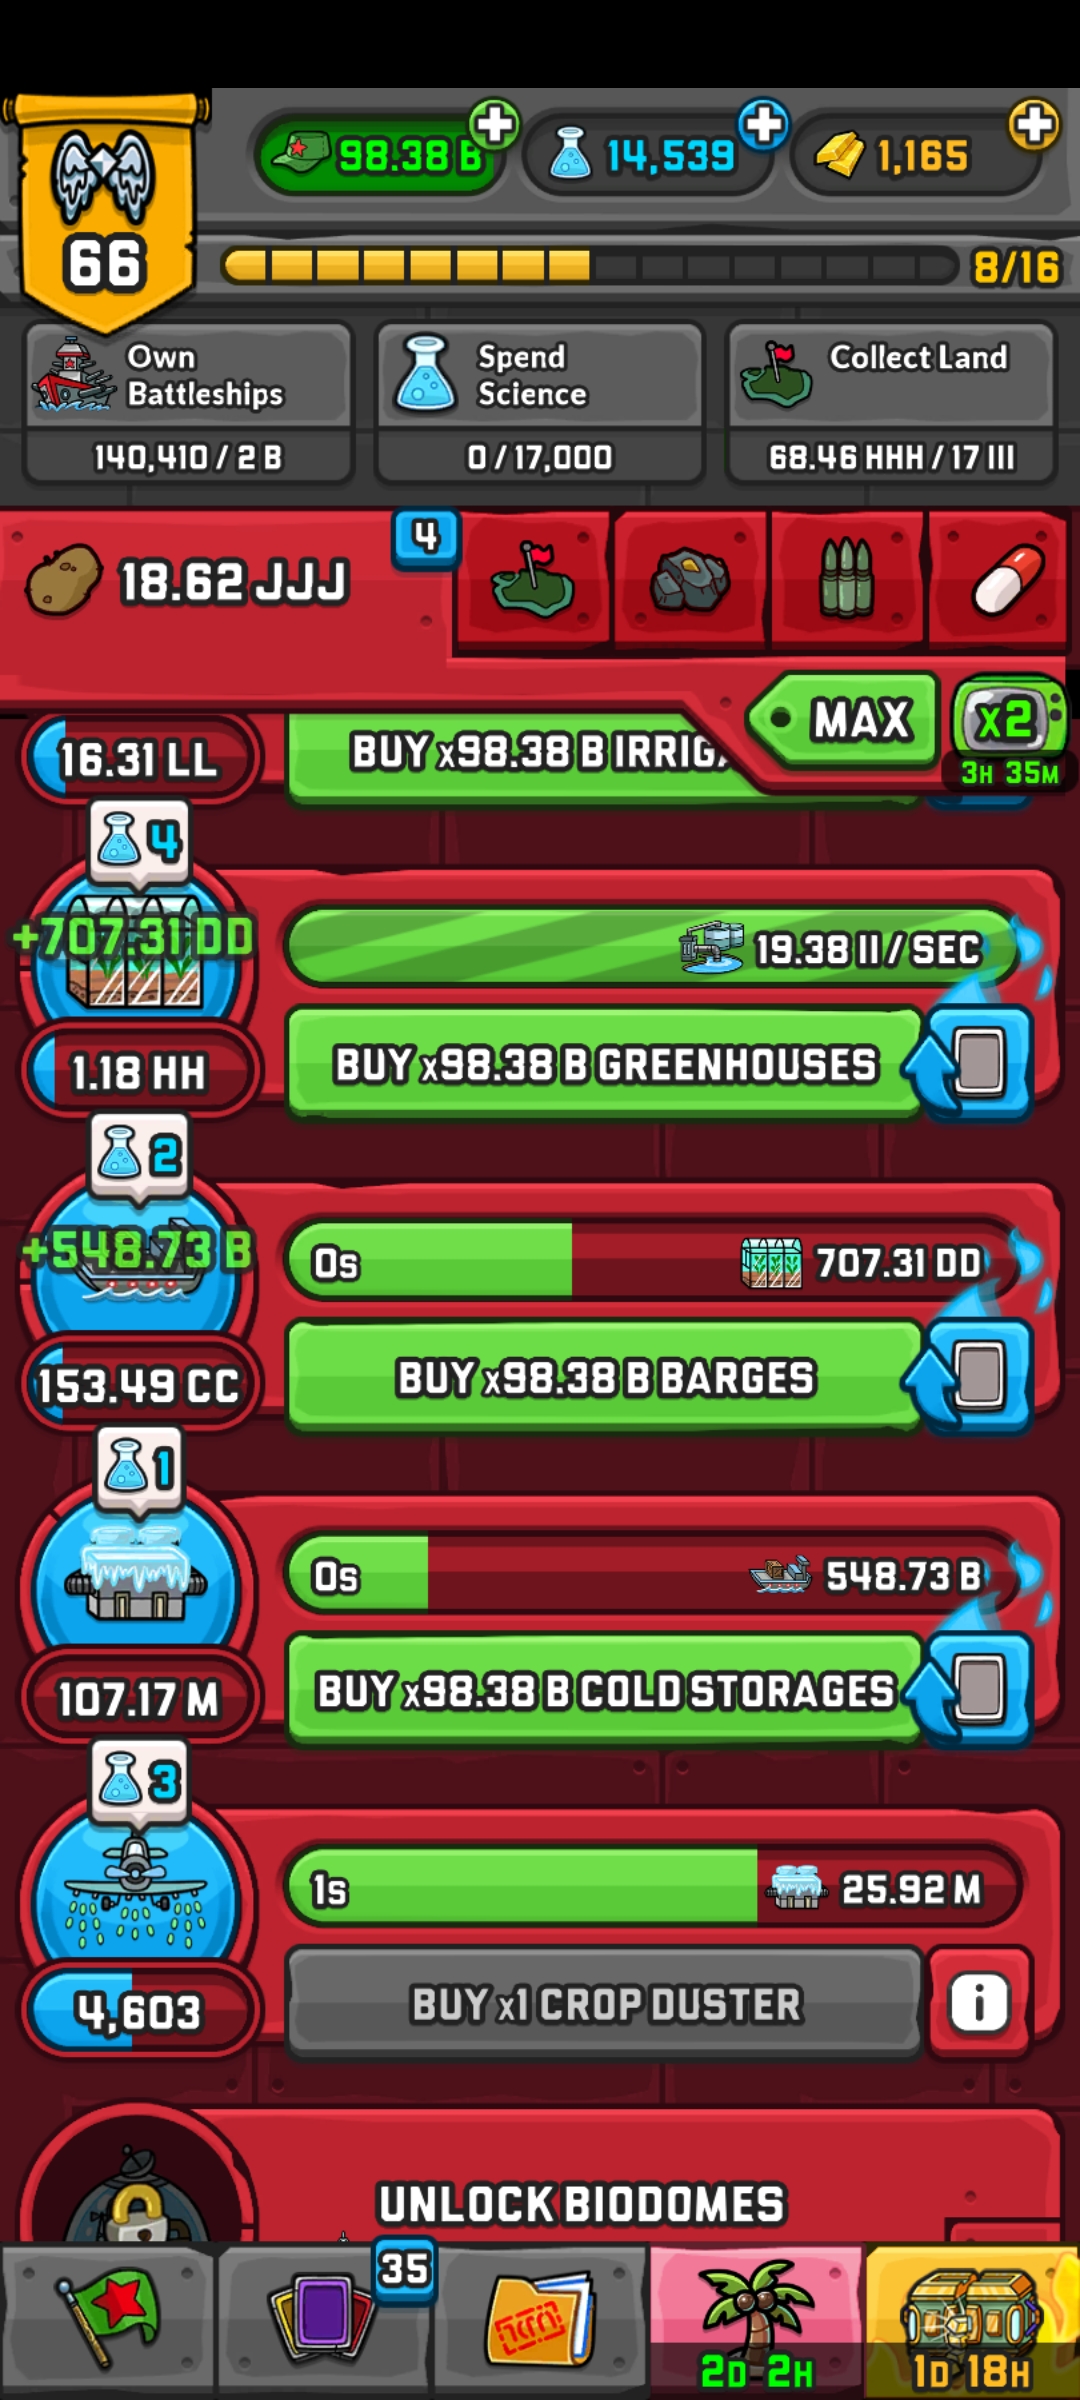 98.38 B
14,539
1,165
66
8/16
Own
Battleships
140,410 / 2 B
Spend
Science
0 / 17,000
Collect Land
68.46 HHH / 17 III
18.62 JJJ
4
MAX
x2
3H 35M
16.31 LL
BUY x98.38 B IRRIG
4
+707.31 DD
19.38 II / SEC
1.18 HH
BUY x98.38 B GREENHOUSES
2
+548.73 B
0s
707.31 DD
153.49 CC
BUY x98.38 B BARGES
1
0s
548.73 B
107.17 M
BUY x98.38 B COLD STORAGES
3
1s
25.92 M
4,603
BUY x1 CROP DUSTER
i
UNLOCK BIODOMES
35
2D 2H
1D 18H